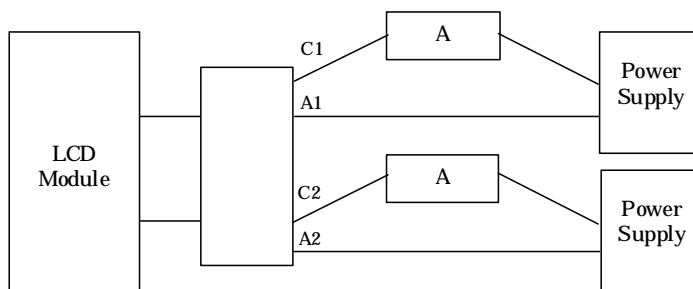 LCD
Module
C1
A
A1
Power
Supply
C2
A
A2
Power
Supply